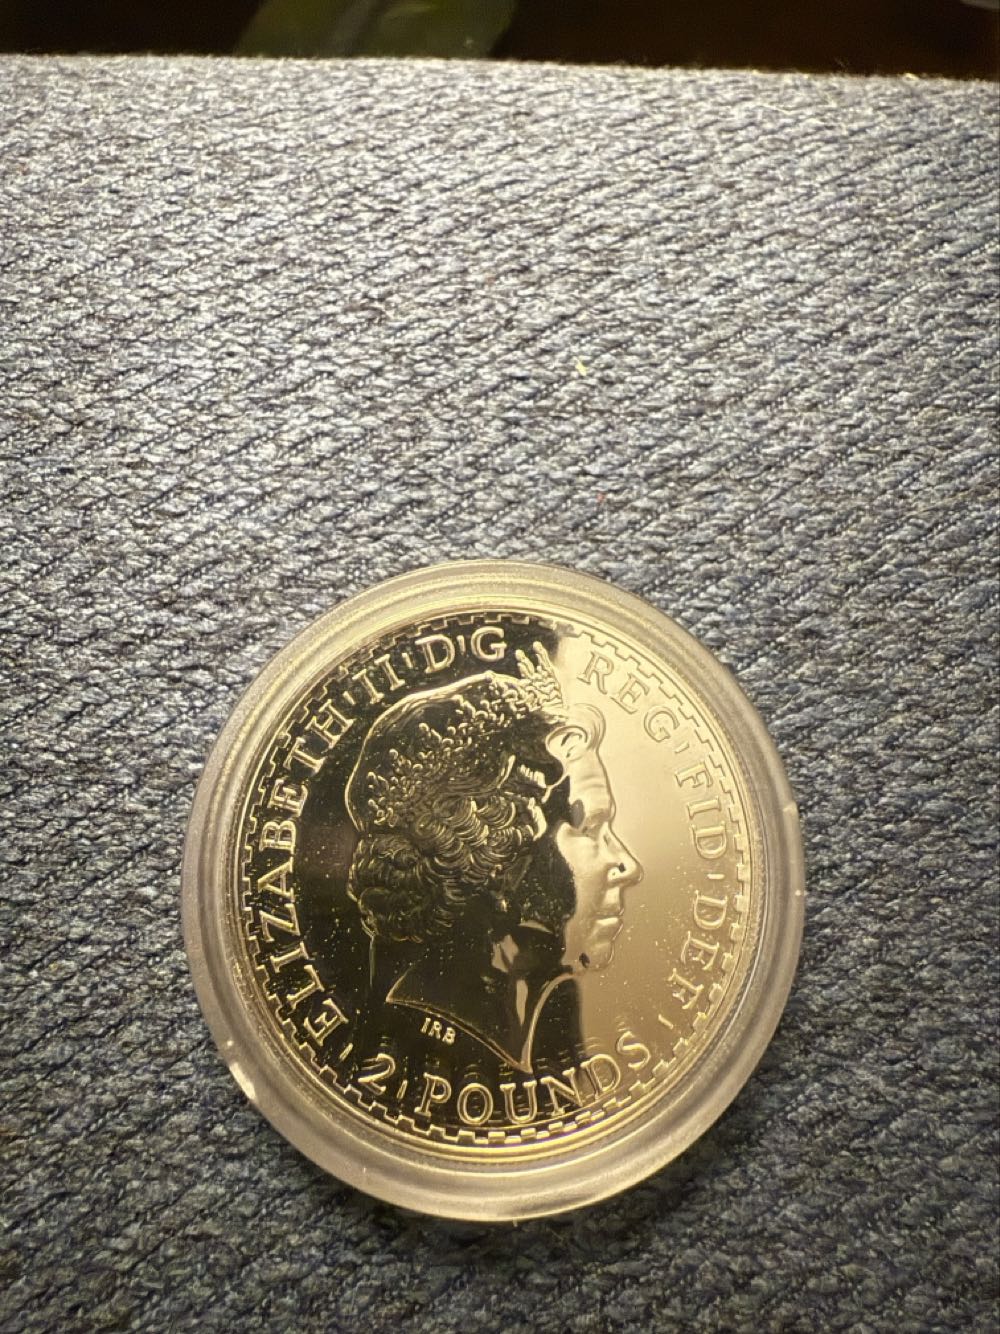 ELIZABETH·II·D·G REG·FID·DEF·
2·POUNDS
IRB